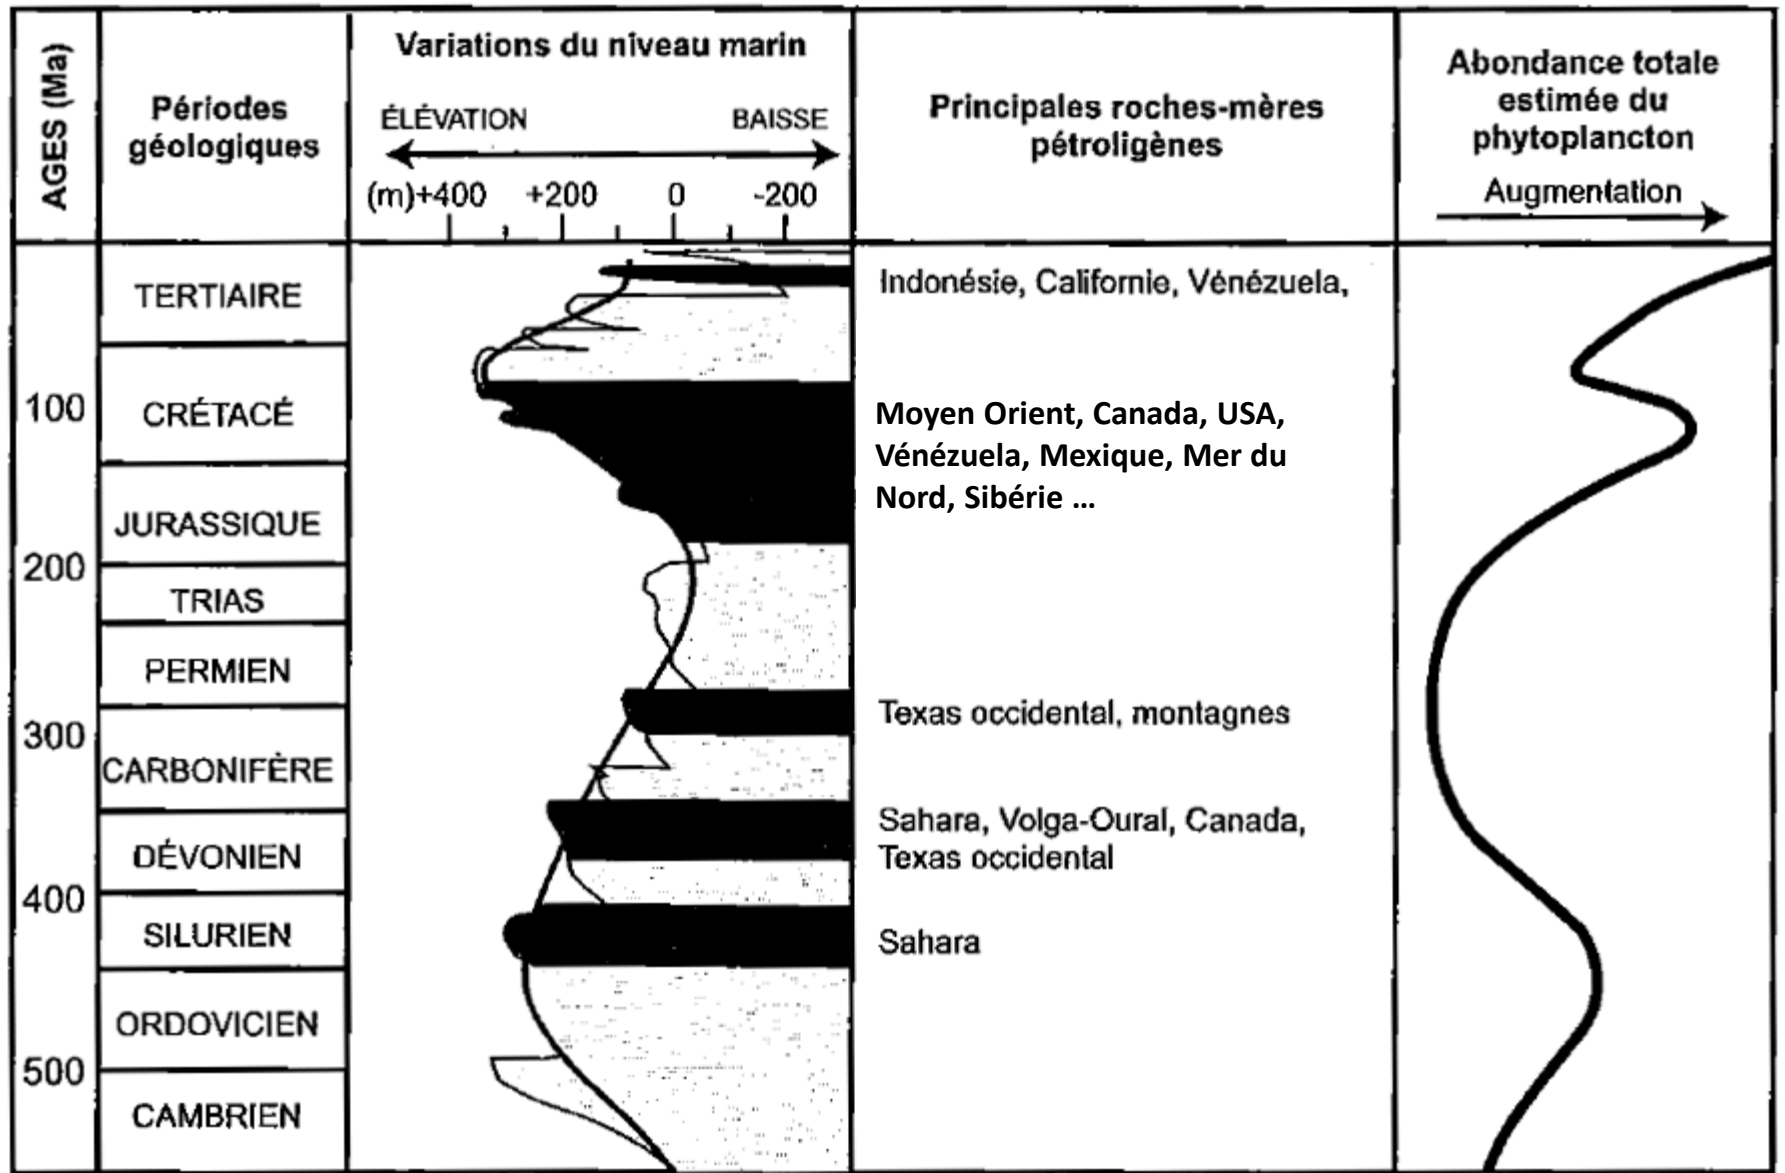 AGES (Ma)
Périodes
géologiques
Variations du niveau marin
ÉLÉVATION
BAISSE
(m)+400 +200 0 -200
Principales roches-mères
pétroligènes
Abondance totale
estimée du
phytoplancton
Augmentation
TERTIAIRE
Indonésie, Californie, Vénézuela,
100
CRÉTACÉ
Moyen Orient, Canada, USA,
Vénézuela, Mexique, Mer du
Nord, Sibérie ...
JURASSIQUE
200
TRIAS
PERMIEN
Texas occidental, montagnes
300
CARBONIFÈRE
Sahara, Volga-Oural, Canada,
Texas occidental
DÉVONIEN
400
SILURIEN
Sahara
ORDOVICIEN
500
CAMBRIEN